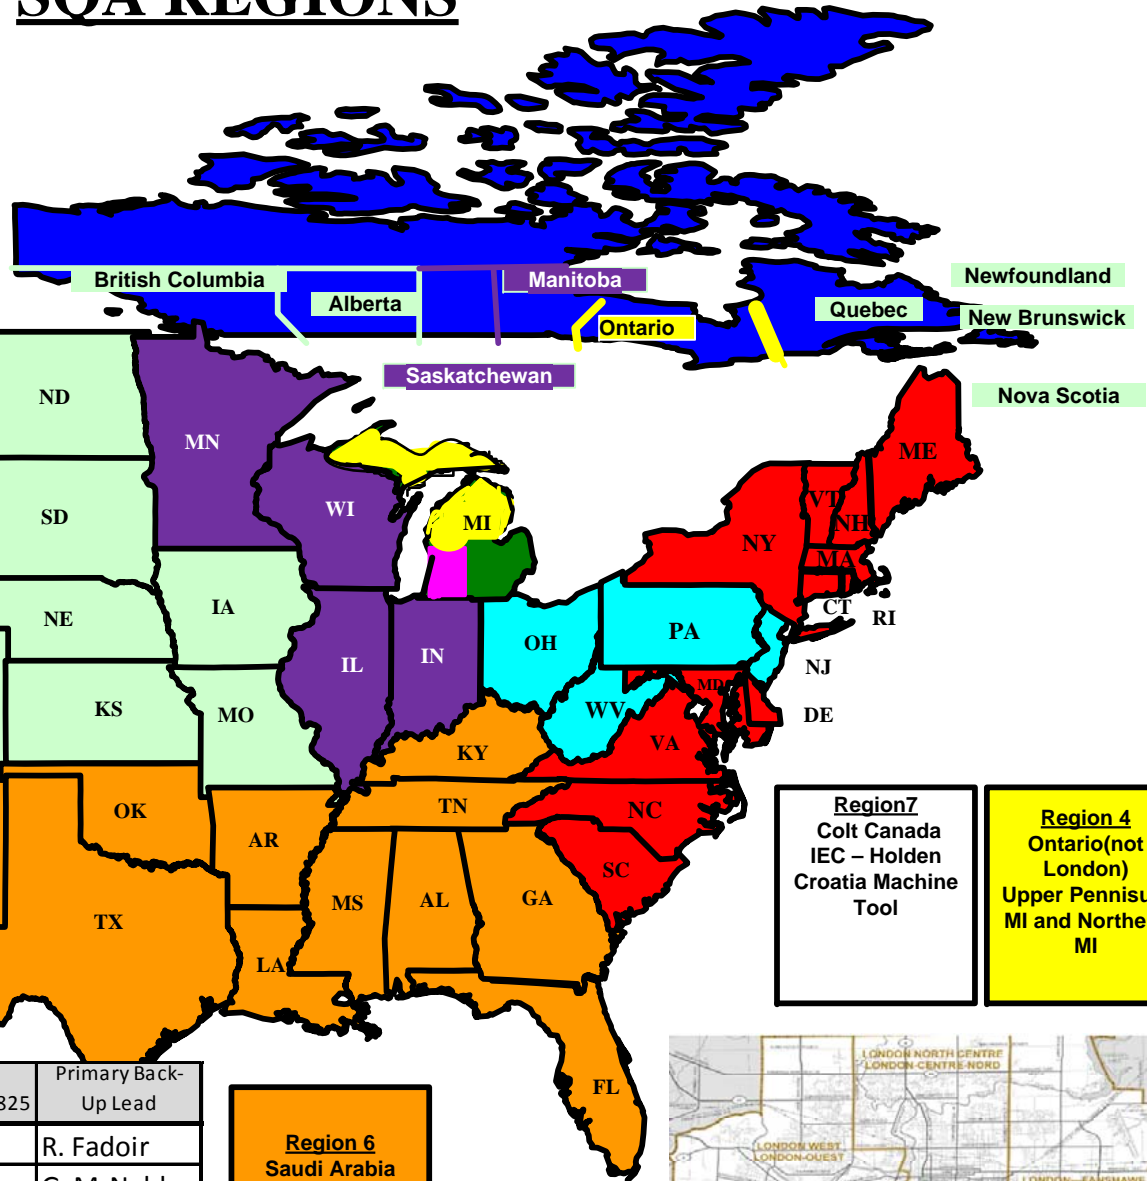 SQA REGIONS
British Columbia
Manitoba
Newfoundland
Alberta
Quebec
New Brunswick
Ontario
Saskatchewan
Nova Scotia
ND
MN
ME
SD
WI
MI
VT
NH
NY
MA
NE
IA
CT
RI
OH
PA
IL
IN
NJ
KS
MO
WV
MD
DE
KY
VA
OK
TN
NC
AR
SC
TX
MS
AL
GA
LA
FL
Region7
Colt Canada
IEC – Holden
Croatia Machine
Tool
Region 4
Ontario(not
London)
Upper Pennisu
MI and Northe
MI
825
Primary Back-
Up Lead
R. Fadoir
Region 6
Saudi Arabia
LONDON NORTH CENTRE
LONDON-CENTRE-NORD
LONDON WEST
LONDON-OUEST